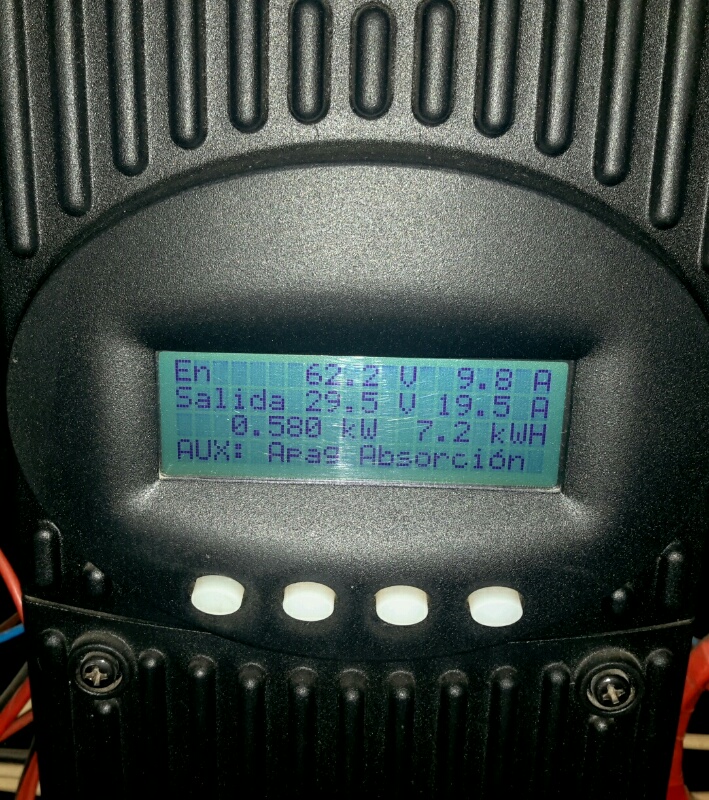 En 62.2 V 9.8 A
Salida 29.5 V 19.5 A
0.580 kW 7.2 kWH
AUX: Apag Absorción